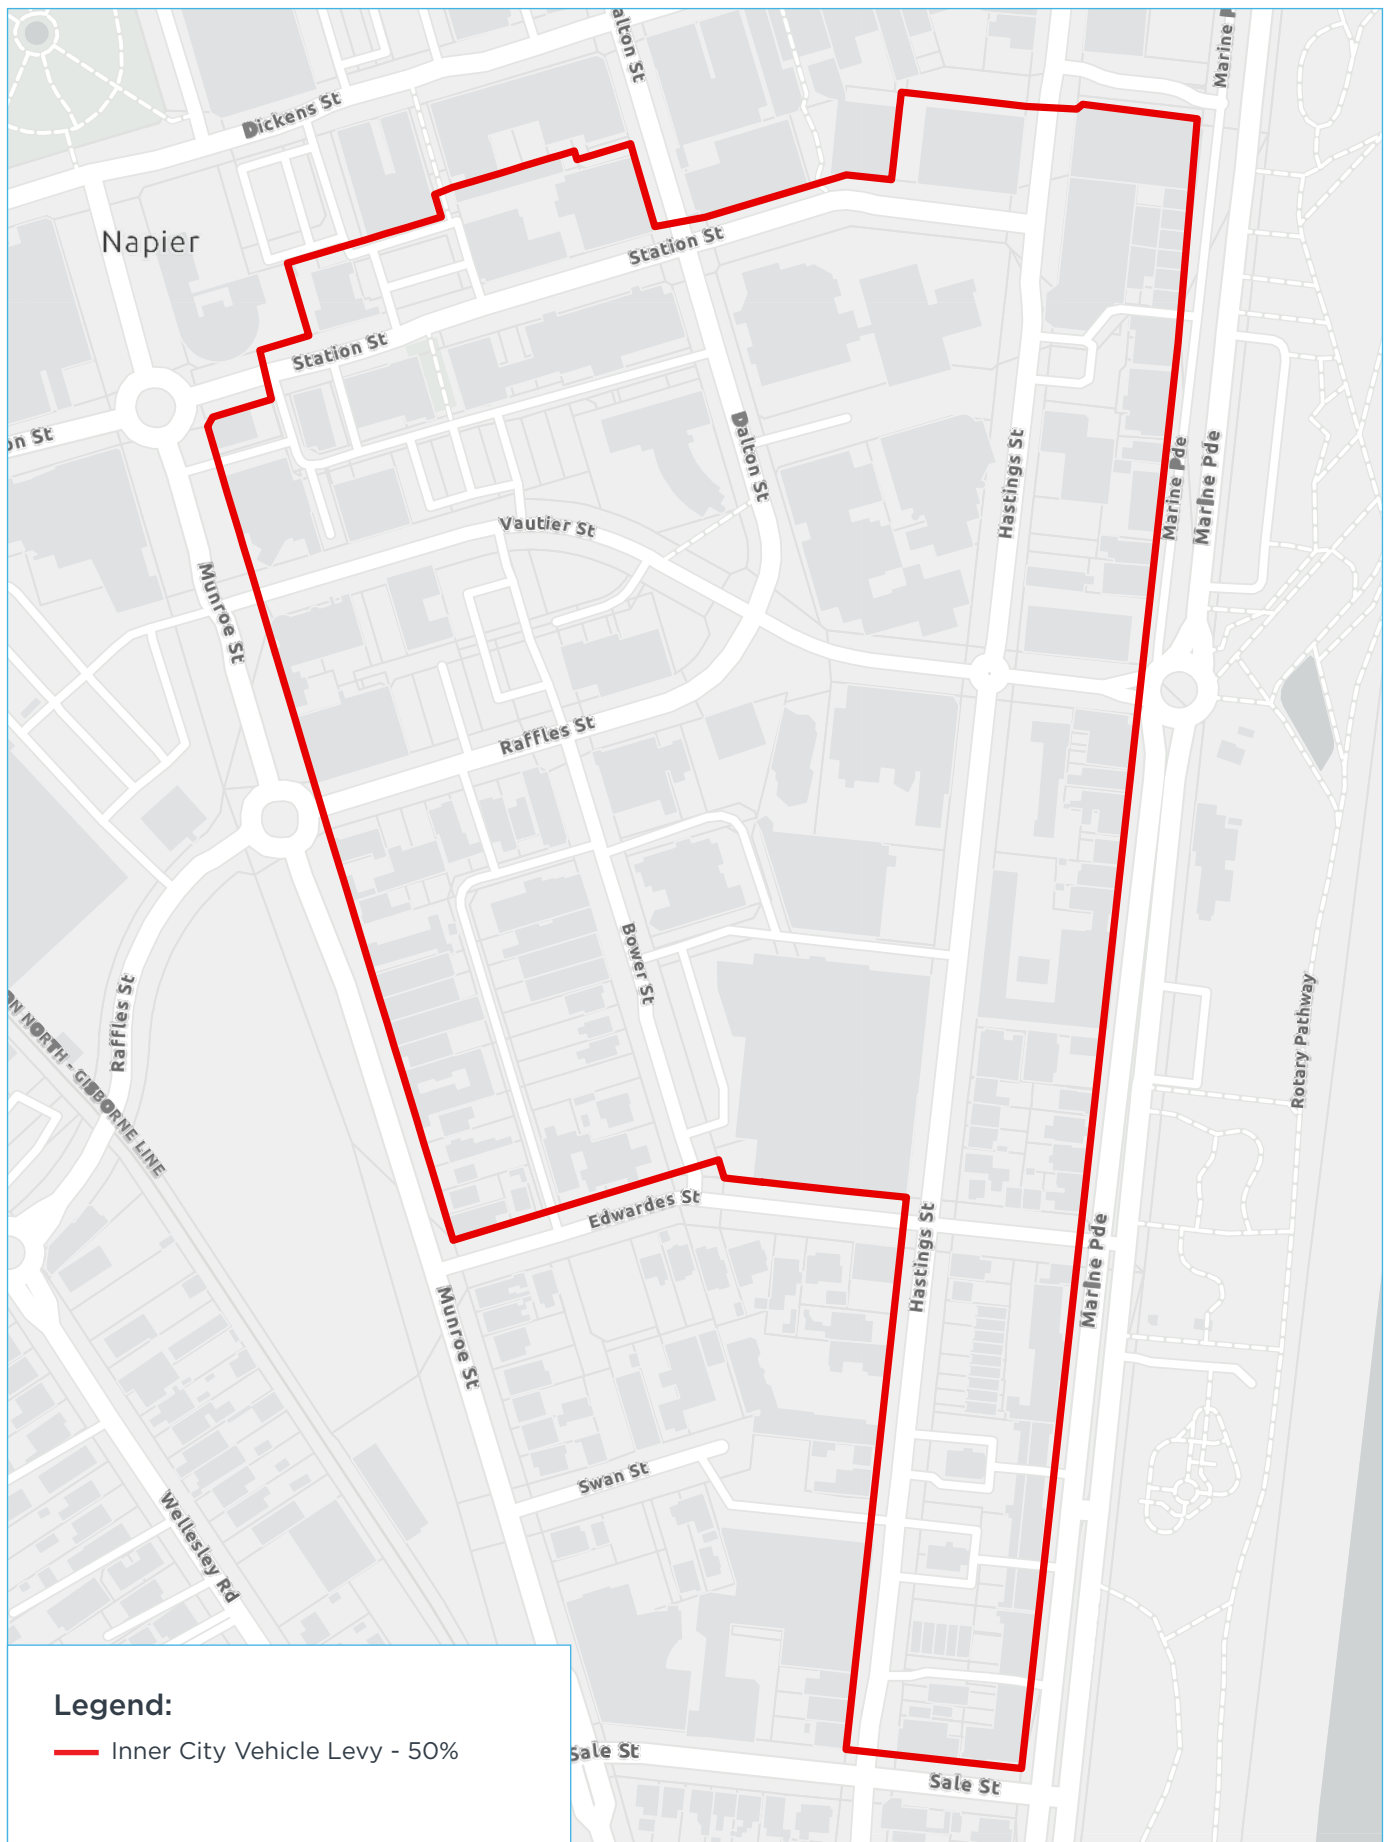 Marine P
alton St
Dickens St
Napier
Station St
Station St
on St
Dalton St
Hastings St
Marine Pde
Marine Pde
Vautier St
Munroe St
Raffles St
Bower St
Raffles St
Rotary Pathway
ON NORTH - GISBORNE LINE
Edwardes St
Hastings St
Marine Pde
Munroe St
Swan St
Wellesley Rd
Legend:
Inner City Vehicle Levy - 50%
Sale St
Sale St